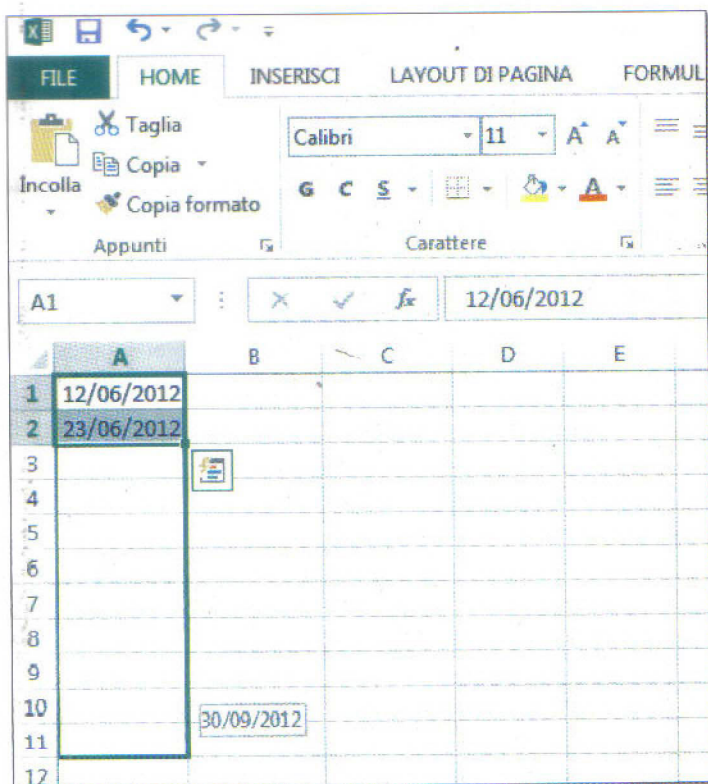 FILE HOME INSERISCI LAYOUT DI PAGINA FORMUL
Taglia
Copia
Incolla
Copia formato
Appunti
Calibri 11 A A
G C S A
Carattere
A1 fx 12/06/2012
A B C D E
1 12/06/2012
2 23/06/2012
3
4
5
6
7
8
9
10 30/09/2012
11
12